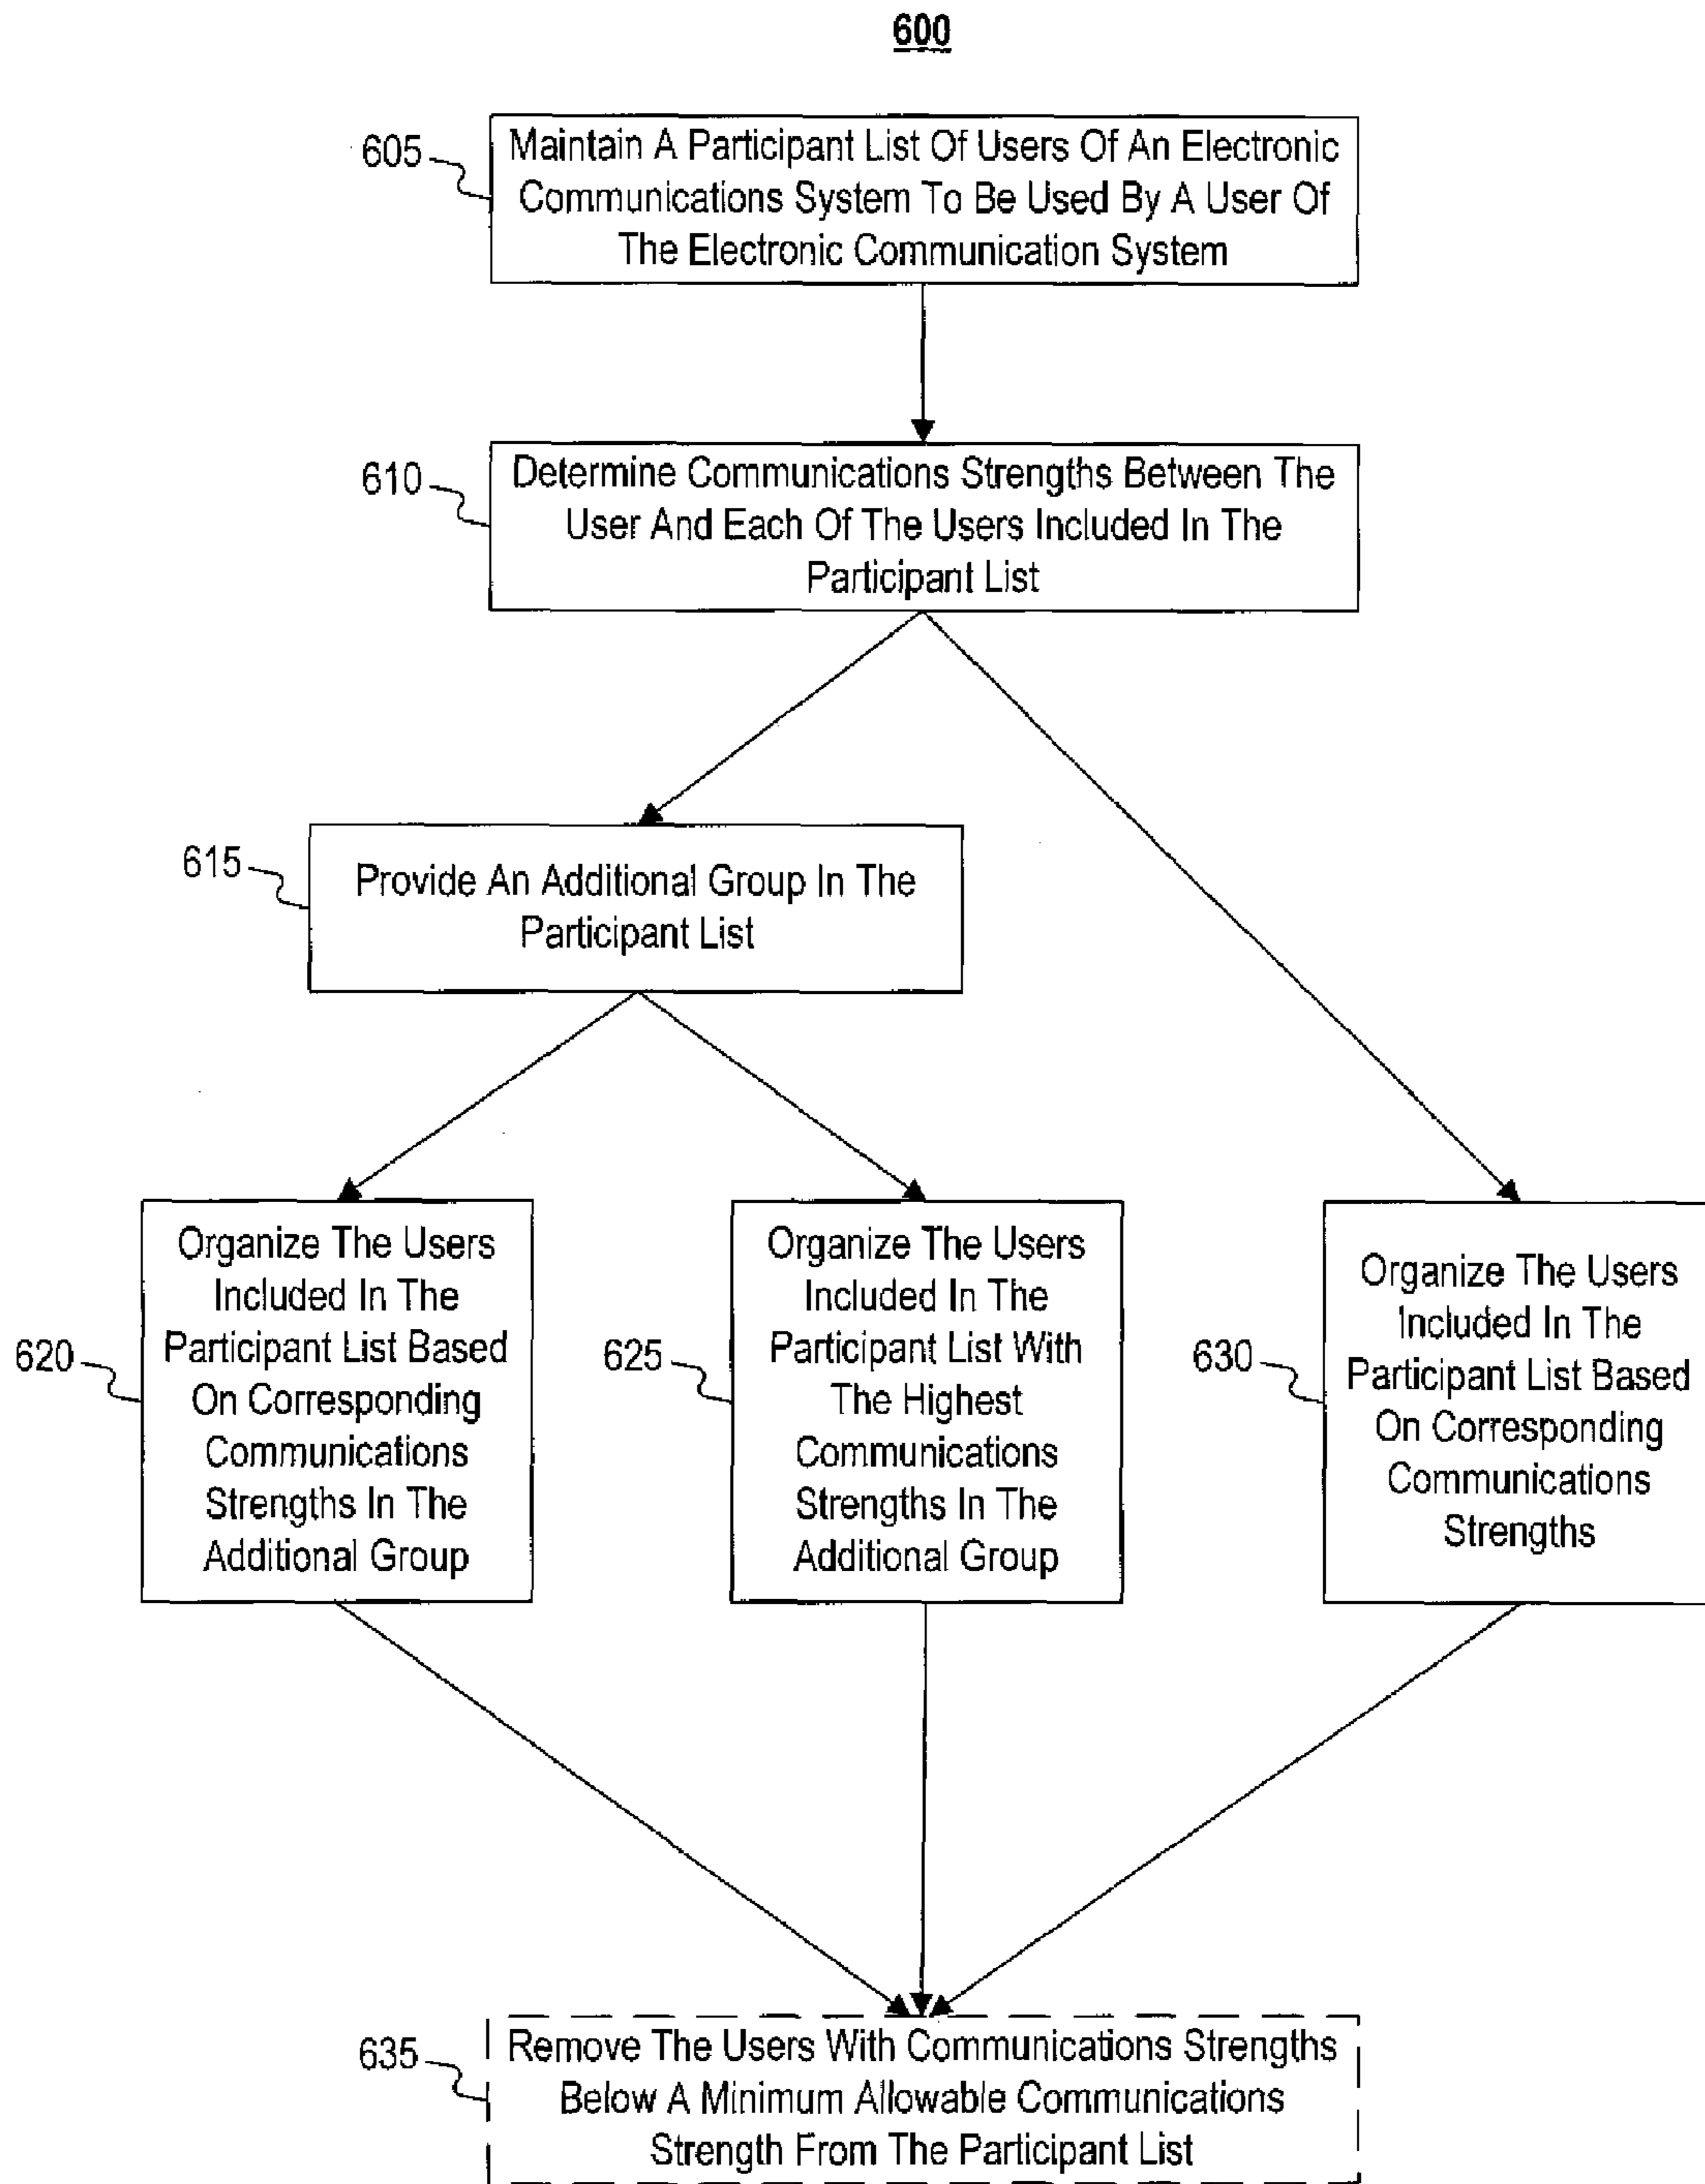 600
605
Maintain A Participant List Of Users Of An Electronic
Communications System To Be Used By A User Of
The Electronic Communication System
610
Determine Communications Strengths Between The
User And Each Of The Users Included In The
Participant List
615
Provide An Additional Group In The
Participant List
620
Organize The Users
Included In The
Participant List Based
On Corresponding
Communications
Strengths In The
Additional Group
625
Organize The Users
Included In The
Participant List With
The Highest
Communications
Strengths In The
Additional Group
630
Organize The Users
Included In The
Participant List Based
On Corresponding
Communications
Strengths
635
Remove The Users With Communications Strengths
Below A Minimum Allowable Communications
Strength From The Participant List